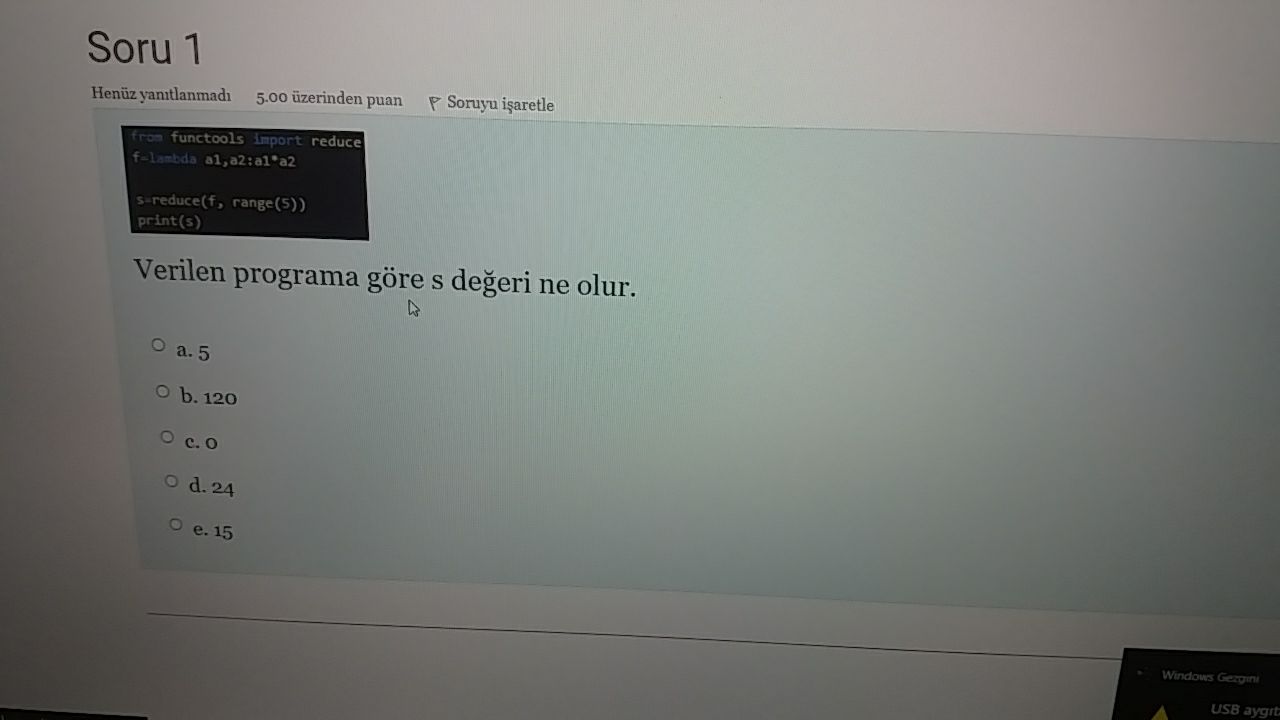 Soru 1
Henüz yanıtlanmadı 5.00 üzerinden puan Soruyu işaretle
from functools import reduce
f=lambda a1,a2:a1*a2
s=reduce(f, range(5))
print(s)
Verilen programa göre s değeri ne olur.
a. 5
b. 120
c. 0
d. 24
e. 15
Windows Gezgini
USB aygıt